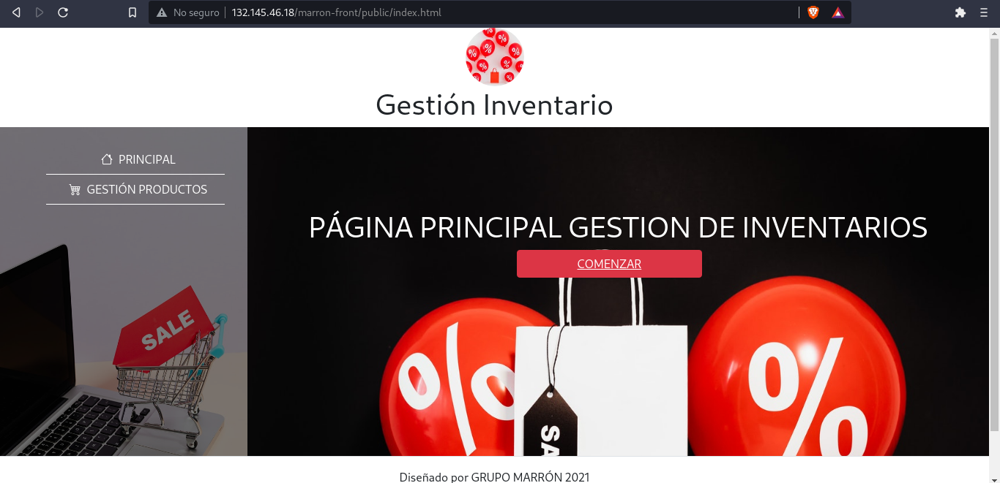 No seguro
132.145.46.18/marron-front/public/index.html
Gestión Inventario
PRINCIPAL
GESTIÓN PRODUCTOS
PÁGINA PRINCIPAL GESTION DE INVENTARIOS
COMENZAR
SALE
%
%
SA
Diseñado por GRUPO MARRÓN 2021